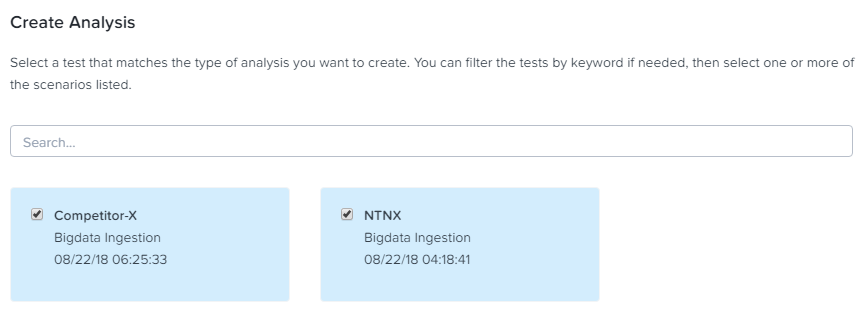 Create Analysis
Select a test that matches the type of analysis you want to create. You can filter the tests by keyword if needed, then select one or more of
the scenarios listed.
Search...
Competitor-X
Bigdata Ingestion
08/22/18 06:25:33
NTNX
Bigdata Ingestion
08/22/18 04:18:41